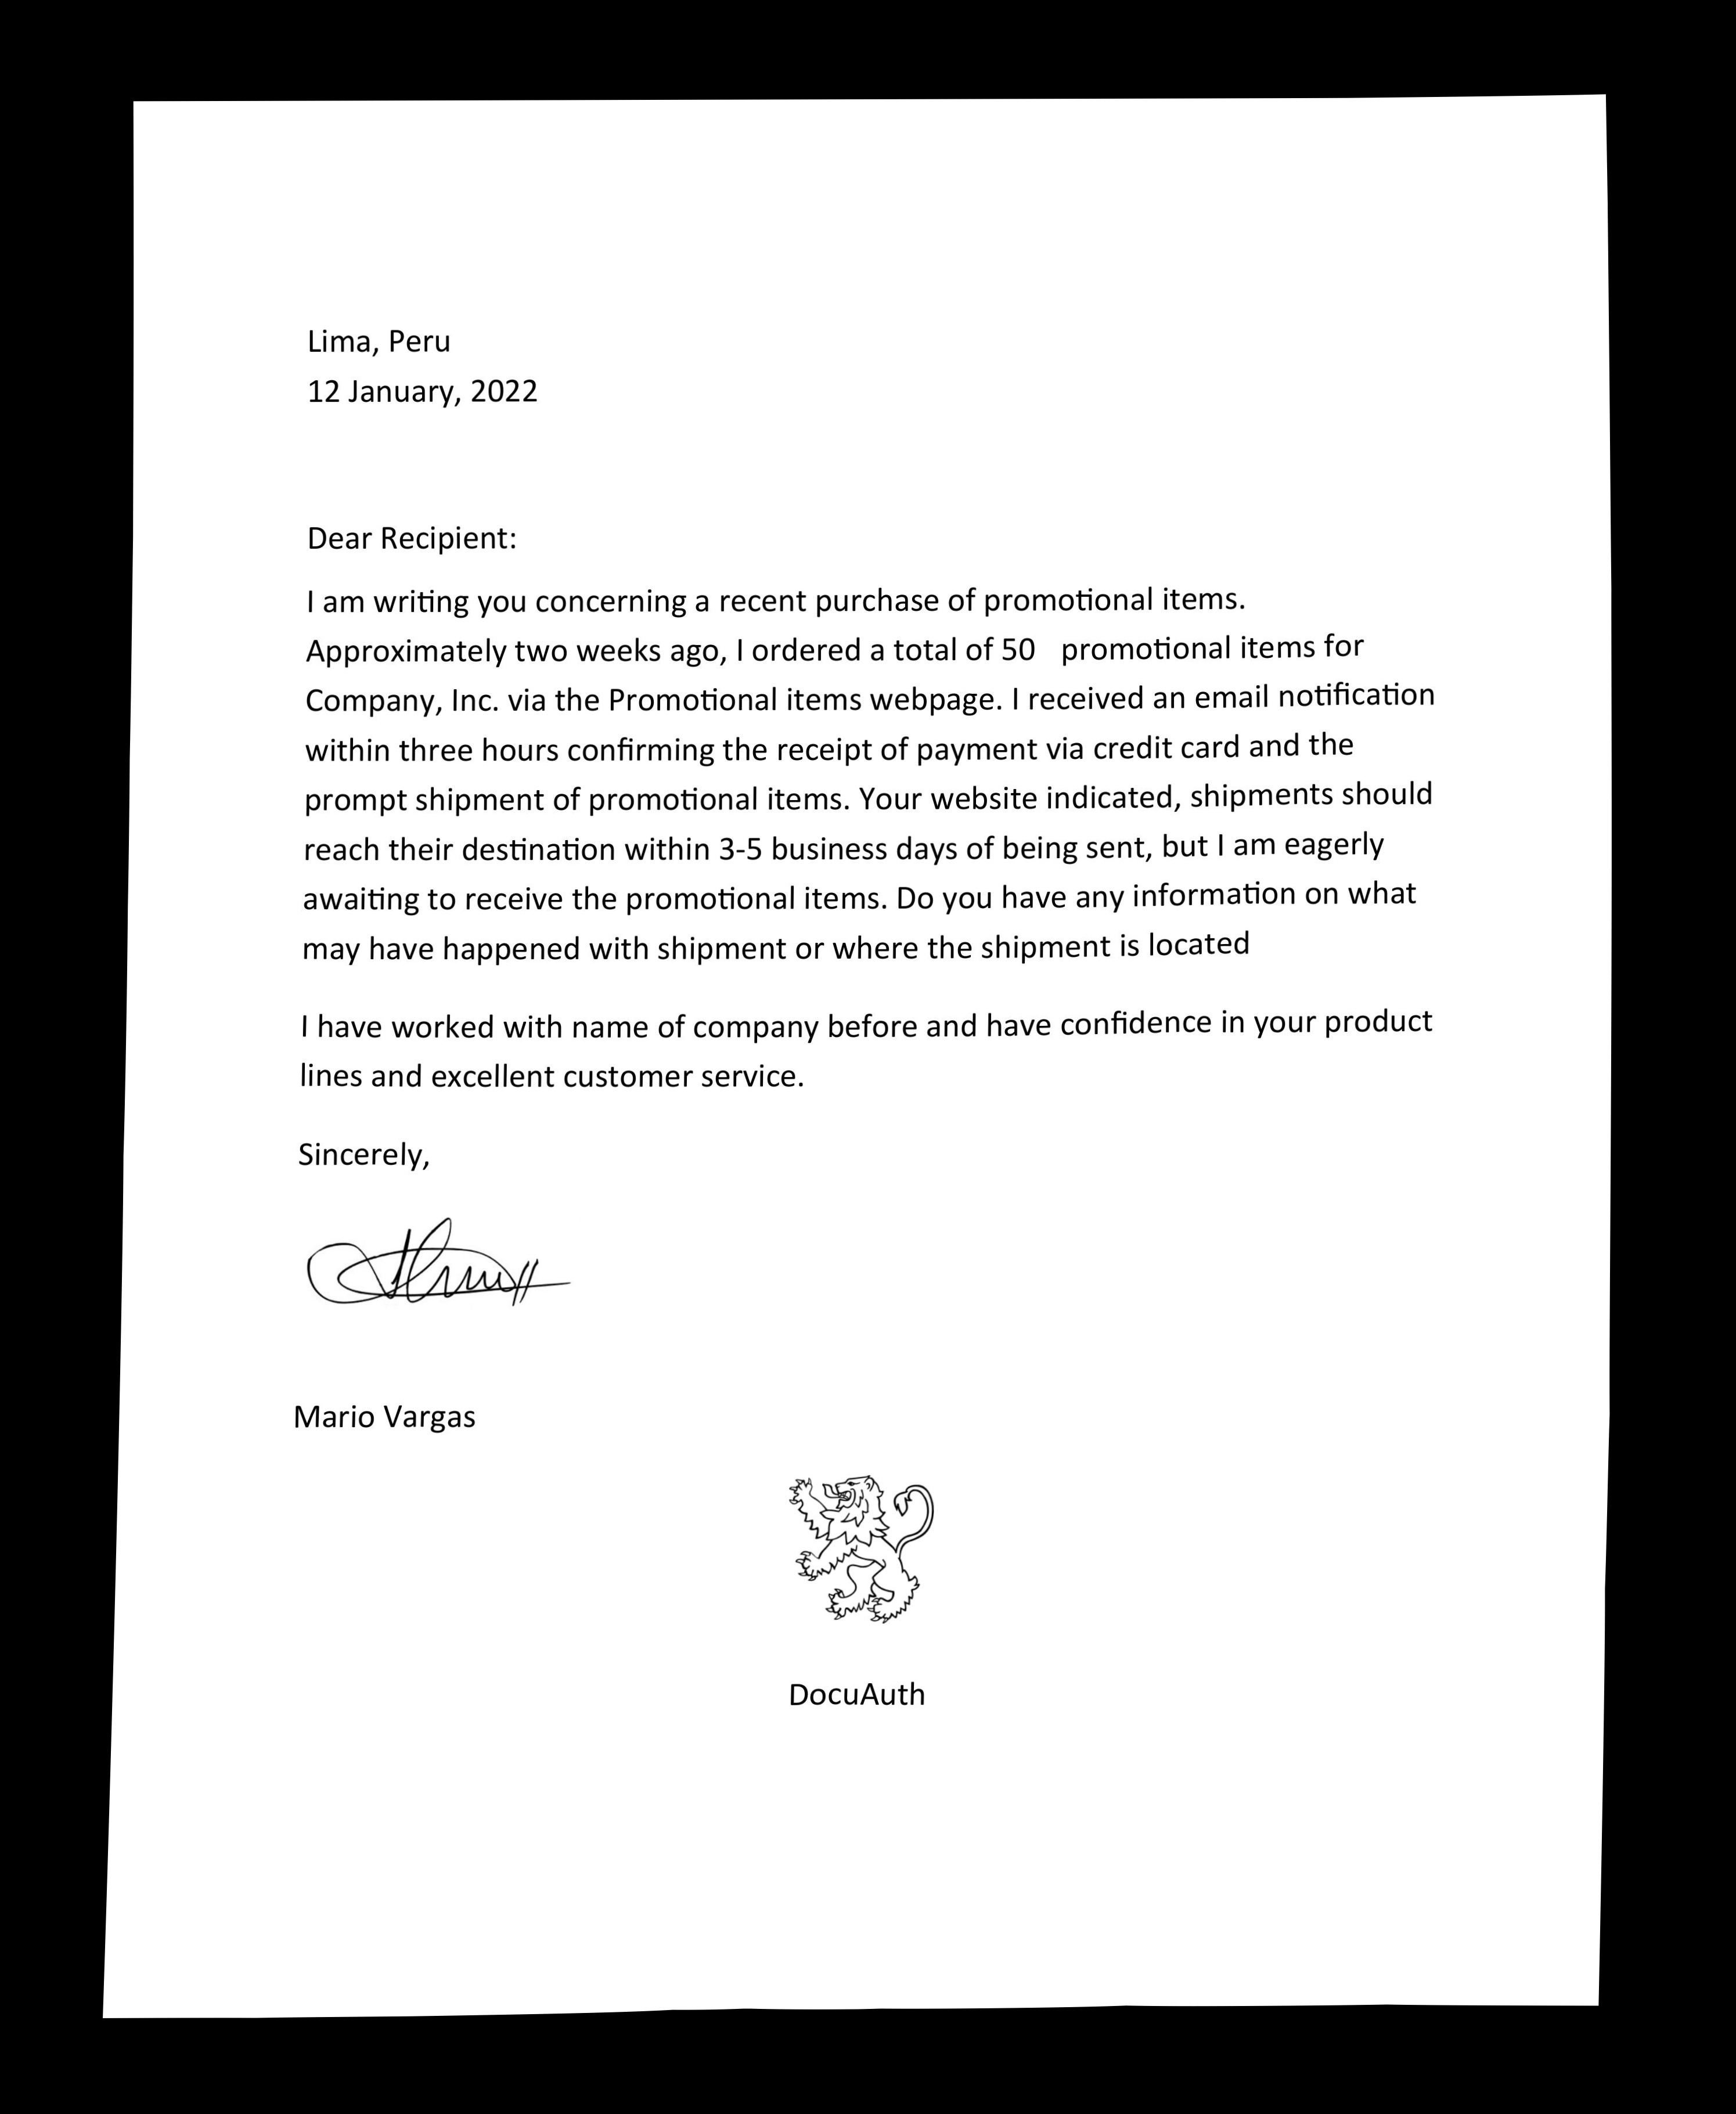 Lima, Peru
12 January, 2022
Dear Recipient:
I am writing you concerning a recent purchase of promotional items.
Approximately two weeks ago, I ordered a total of 50 promotional items for
Company, Inc. via the Promotional items webpage. I received an email notification
within three hours confirming the receipt of payment via credit card and the
prompt shipment of promotional items. Your website indicated, shipments should
reach their destination within 3-5 business days of being sent, but I am eagerly
awaiting to receive the promotional items. Do you have any information on what
may have happened with shipment or where the shipment is located
I have worked with name of company before and have confidence in your product
lines and excellent customer service.
Sincerely,
Mario Vargas
DocuAuth